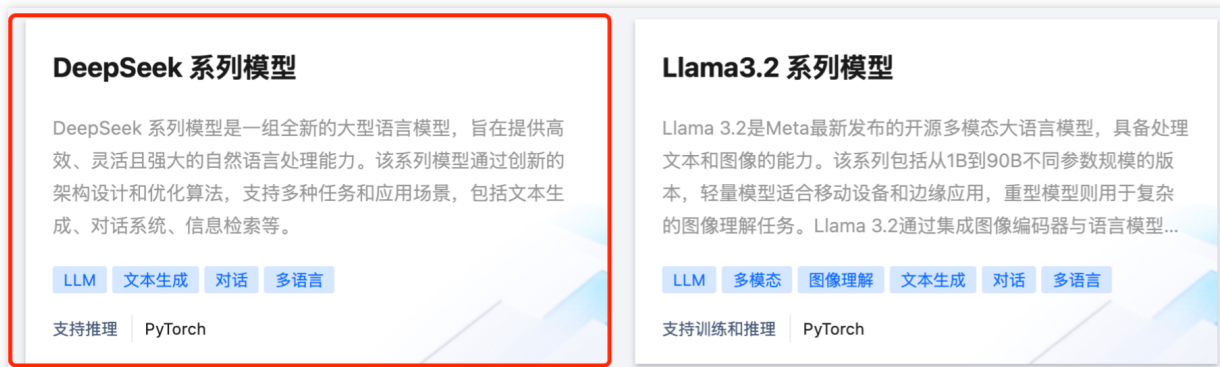 DeepSeek 系列模型
DeepSeek 系列模型是一组全新的大型语言模型，旨在提供高
效、灵活且强大的自然语言处理能力。该系列模型通过创新的
架构设计和优化算法，支持多种任务和应用场景，包括文本生
成、对话系统、信息检索等。
LLM 文本生成 对话 多语言
支持推理 PyTorch
Llama3.2 系列模型
Llama 3.2是Meta最新发布的开源多模态大语言模型，具备处理
文本和图像的能力。该系列包括从1B到90B不同参数规模的版
本，轻量模型适合移动设备和边缘应用，重型模型则用于复杂
的图像理解任务。Llama 3.2通过集成图像编码器与语言模型...
LLM 多模态 图像理解 文本生成 对话 多语言
支持训练和推理 PyTorch